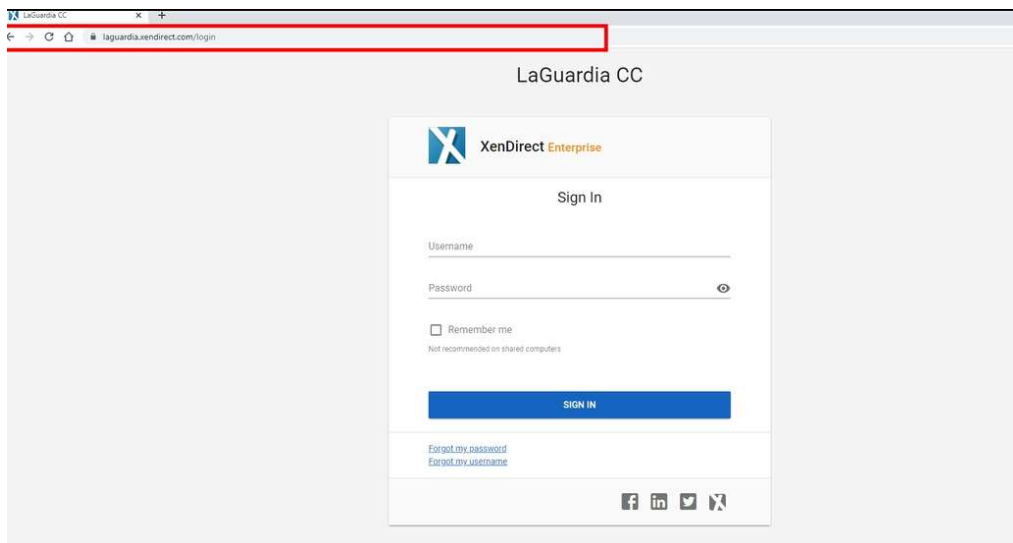 LaGuardia CC
laguardia.xendirect.com/login
LaGuardia CC
XenDirect Enterprise
Sign In
Username
Password
Remember me
Not recommended on shared computers
SIGN IN
Forgot my password
Forgot my username